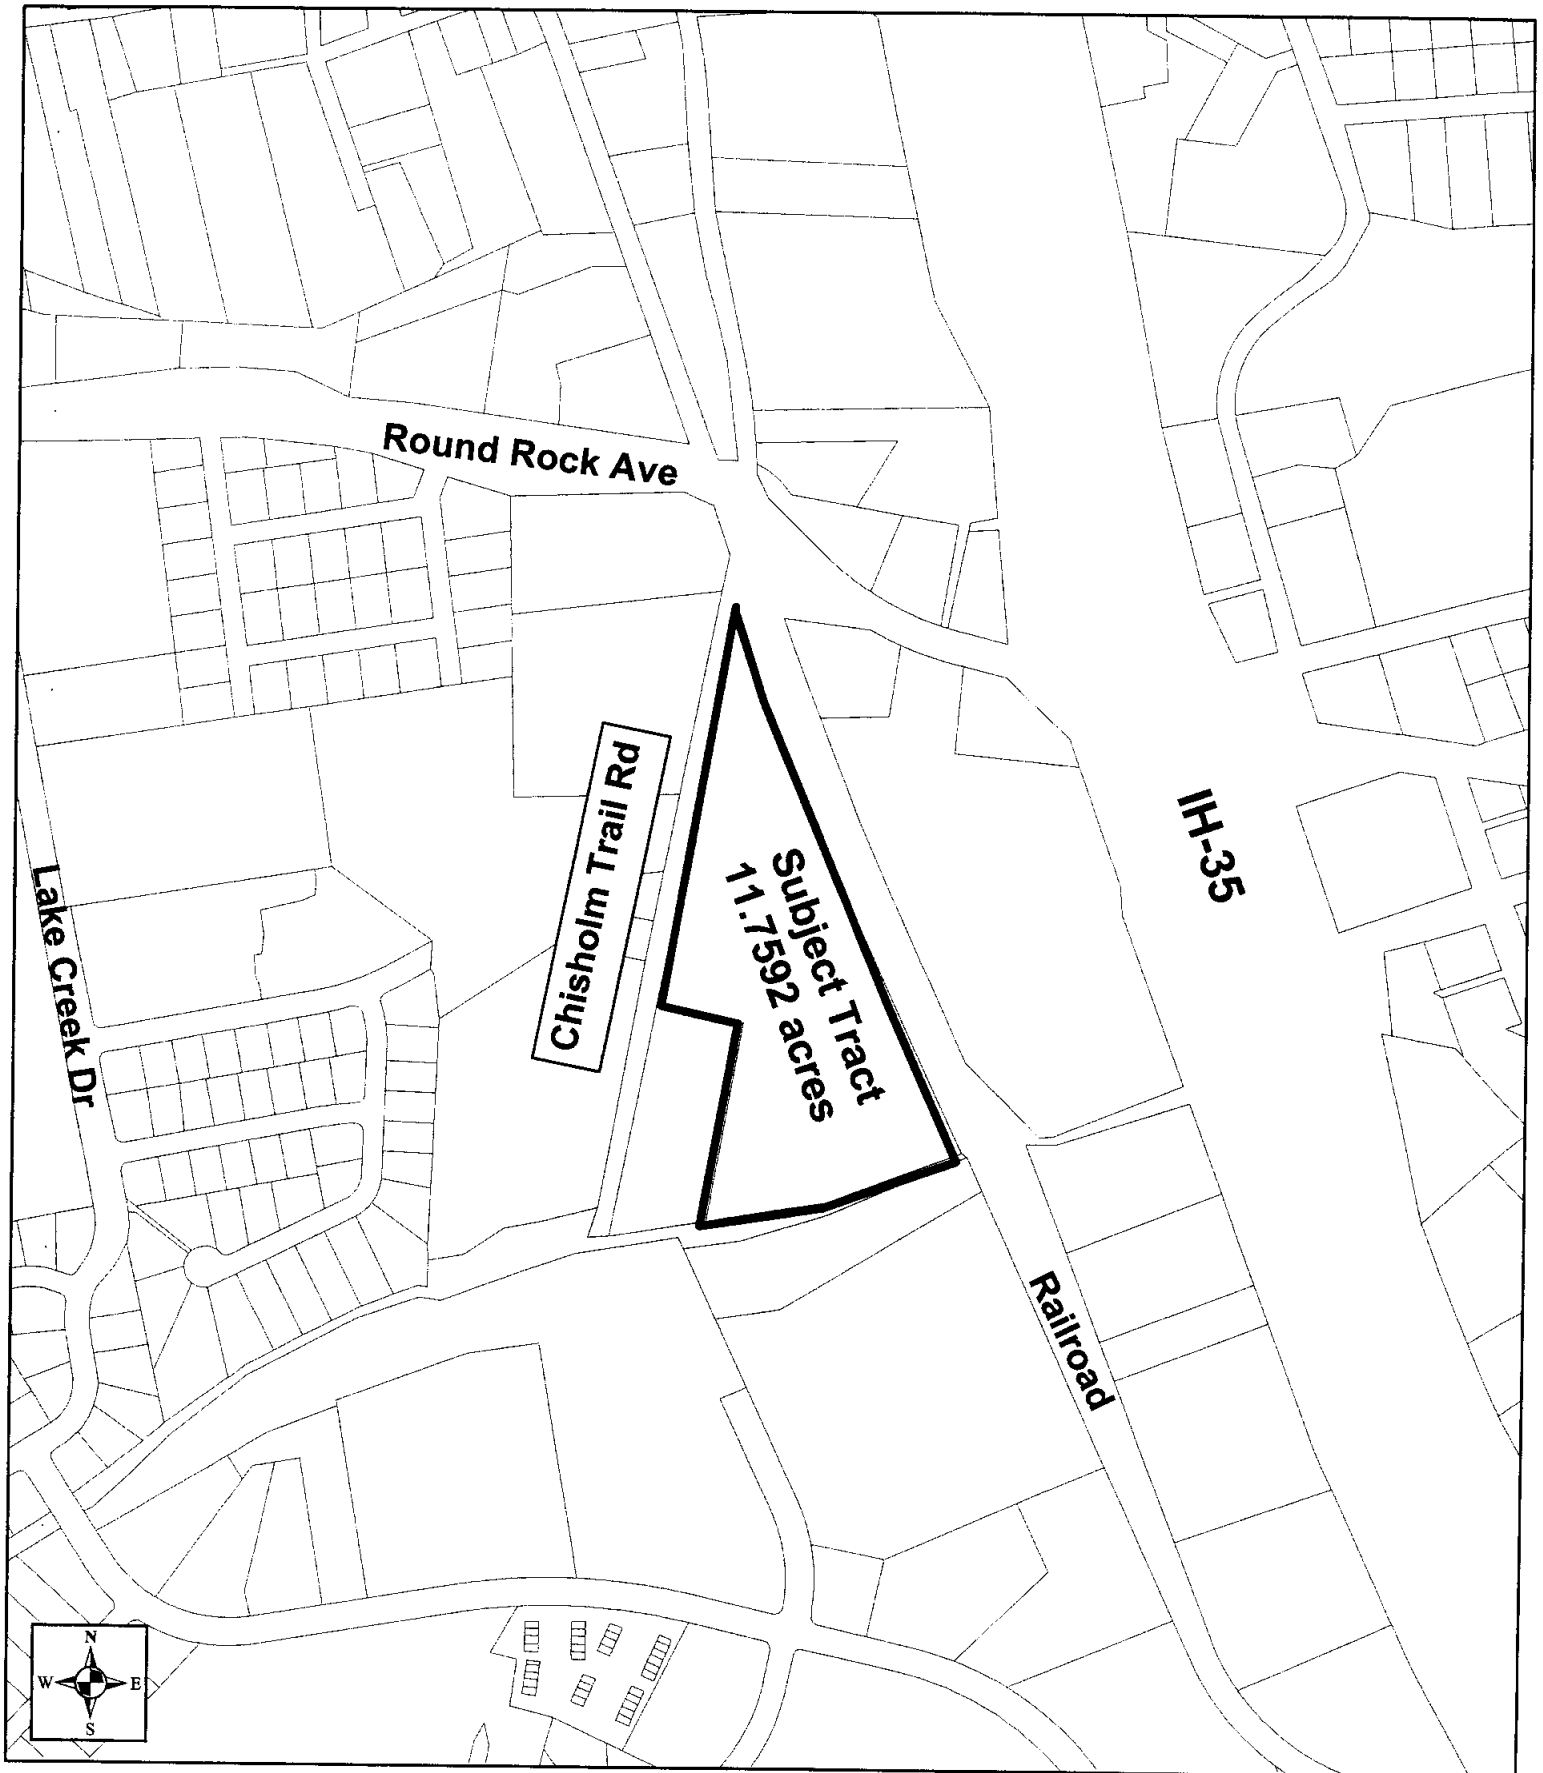 Round Rock Ave
Chisholm Trail Rd
Subject Tract
11.7592 acres
IH-35
Lake Creek Dr
Railroad
N
W E
S